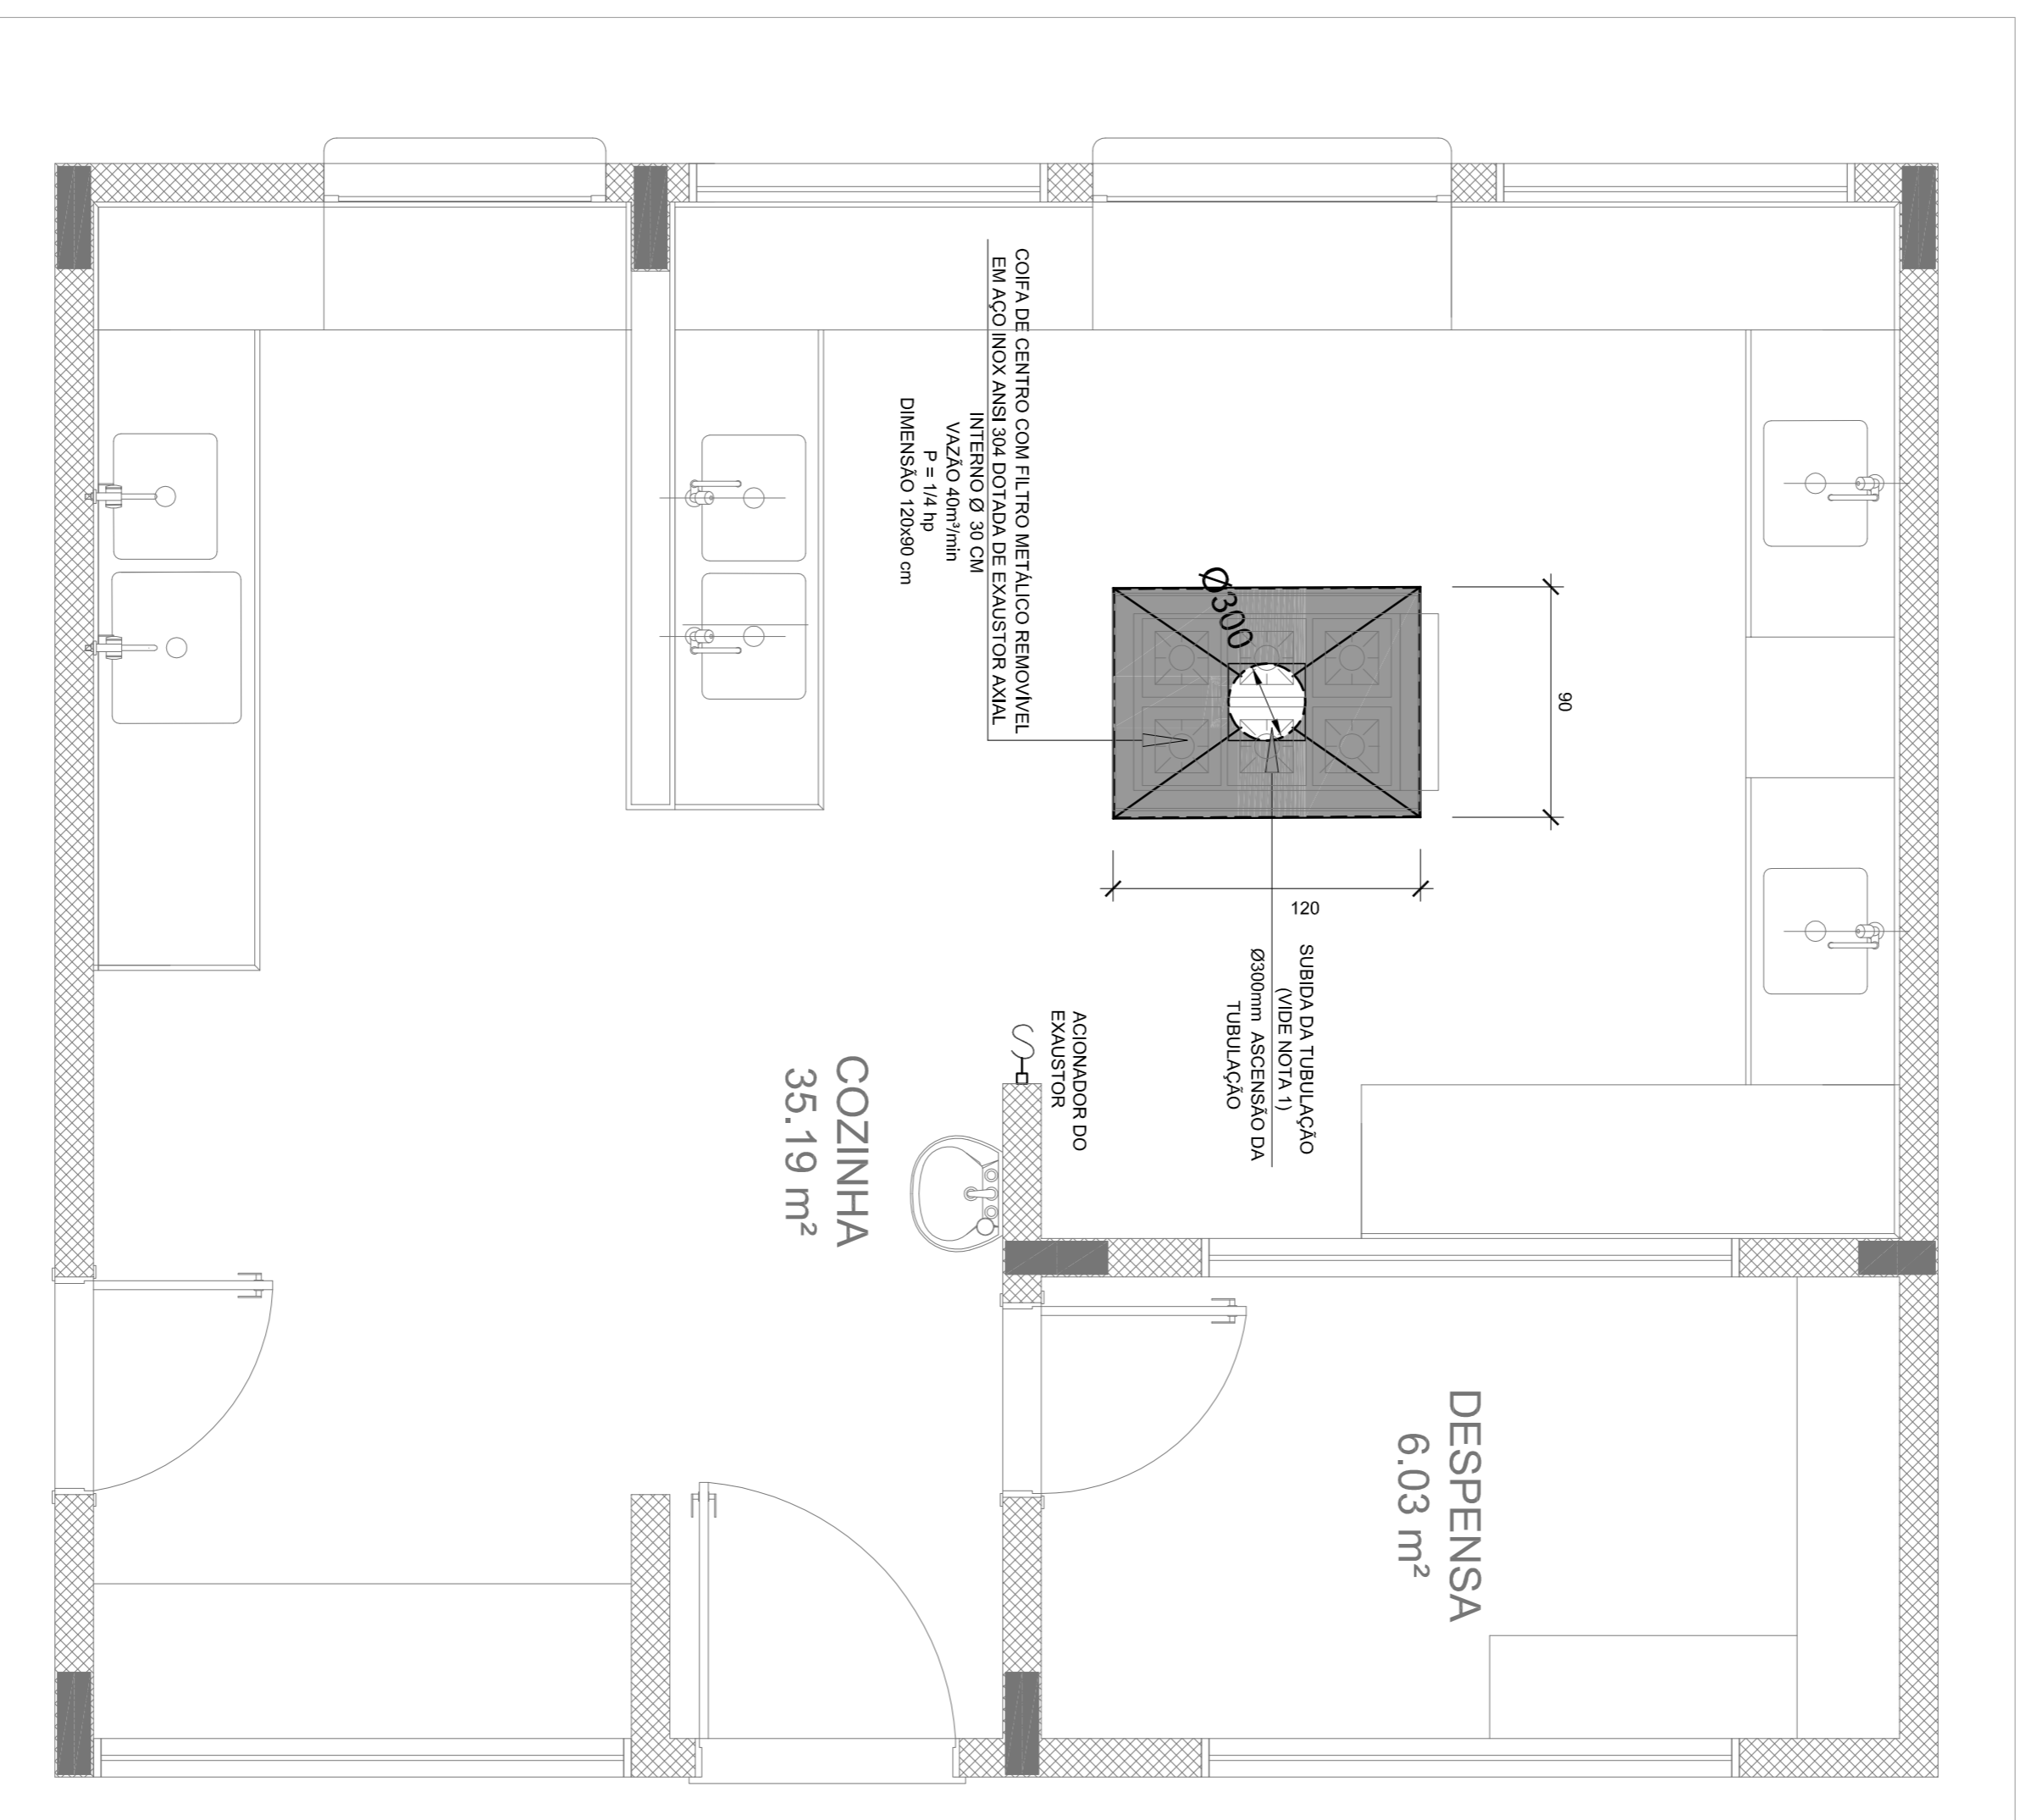 COIFA DE CENTRO COM FILTRO METÁLICO REMOVÍVEL
EM AÇO INOX ANSI 304 DOTADA DE EXAUSTOR AXIAL
INTERNO Ø 30 CM
VAZÃO 40m³/min
P = 1/4 hp
DIMENSÃO 120x90 cm
Ø300
90
120
SUBIDA DA TUBULAÇÃO
(VIDE NOTA 1)
Ø300mm ASCENSÃO DA
TUBULAÇÃO
ACIONADOR DO
EXAUSTOR
COZINHA
35.19 m²
DESPENSA
6.03 m²